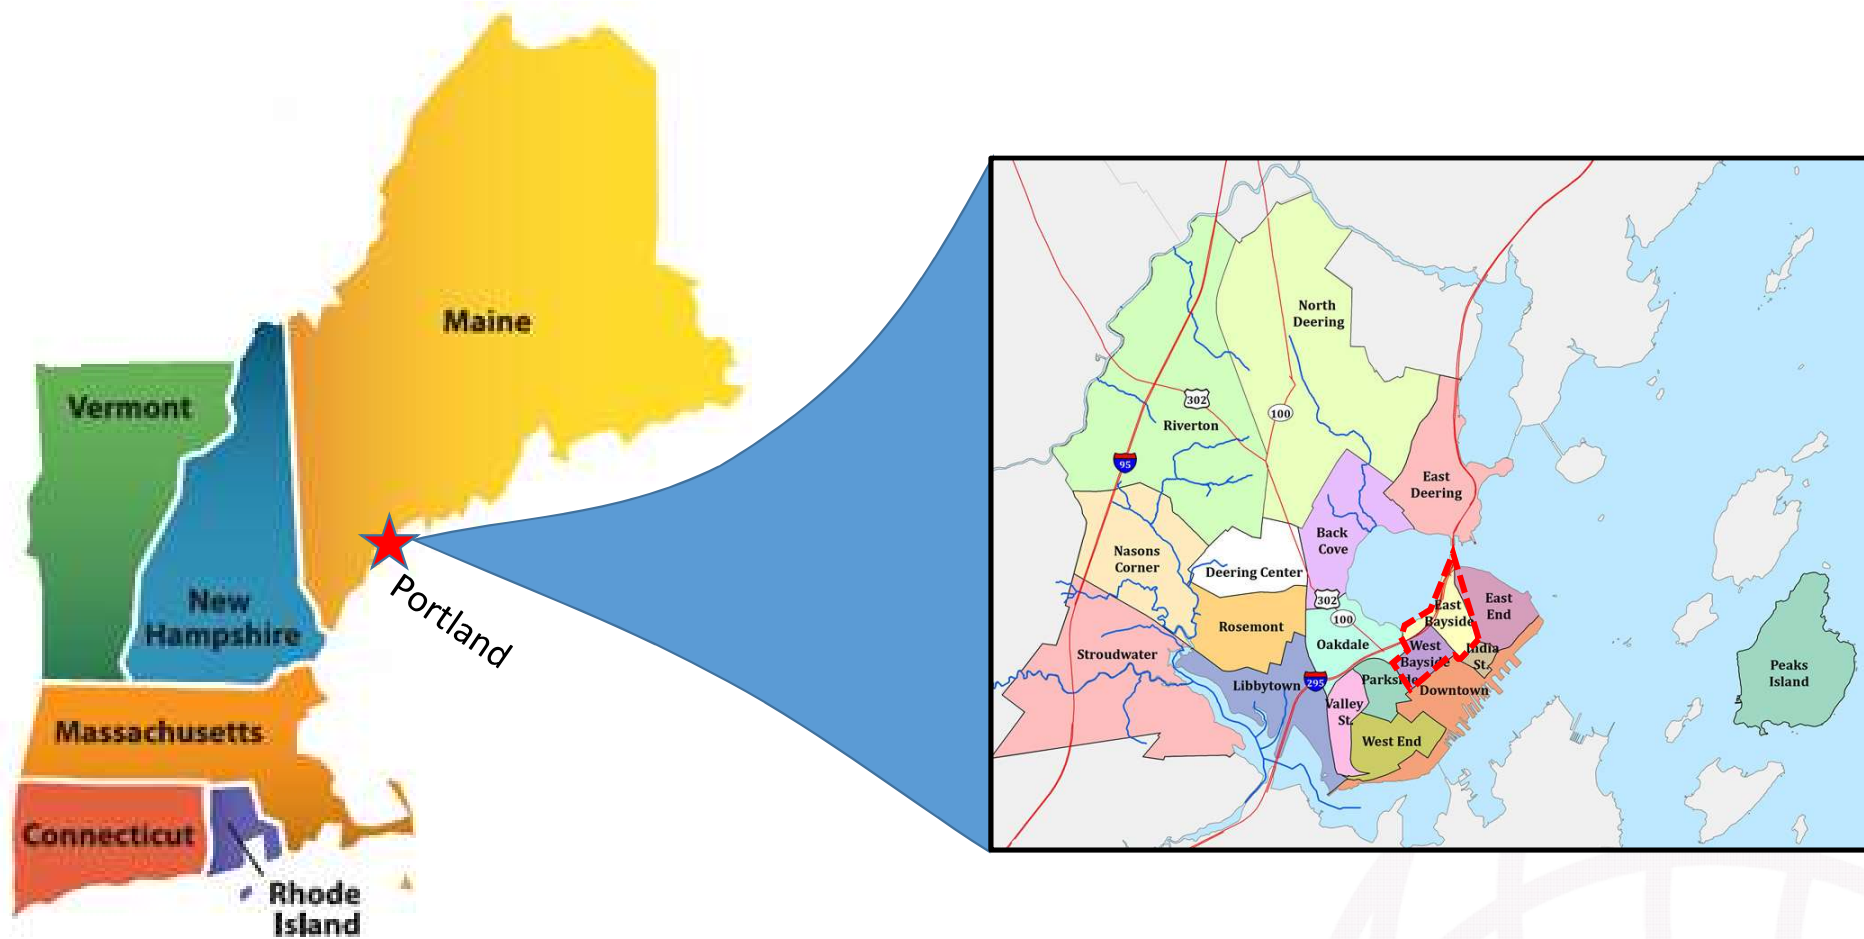 Maine
Vermont
New
Hampshire
Portland
Massachusetts
Connecticut
Rhode
Island
North
Deering
302
100
Riverton
95
East
Deering
Back
Cove
Nasons
Corner
Deering Center
302
100
East
Bayside
East
End
Rosemont
Oakdale
West
Bayside
India
St.
Stroudwater
Libbytown
295
Parkside
Downtown
Valley
St.
West End
Peaks
Island